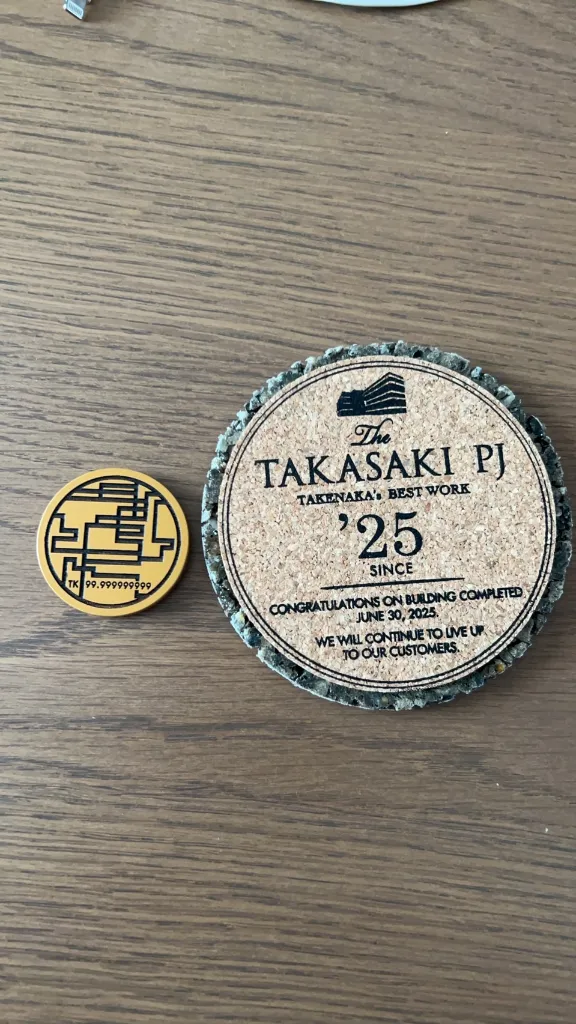 TK 99.999999999
The
TAKASAKI PJ
TAKENAKA's BEST WORK
'25
SINCE
CONGRATULATIONS ON BUILDING COMPLETED
JUNE 30, 2025.
WE WILL CONTINUE TO LIVE UP
TO OUR CUSTOMERS.